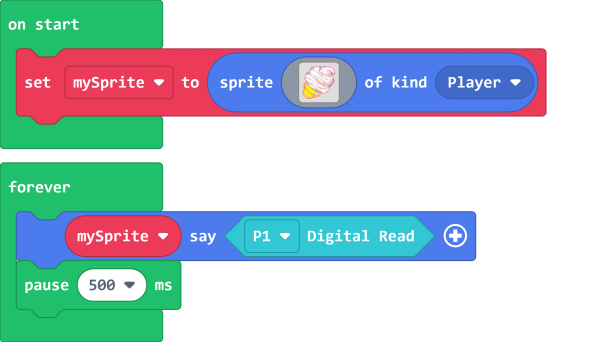 on start
set mySprite to sprite of kind Player
forever
mySprite say P1 Digital Read
pause 500 ms